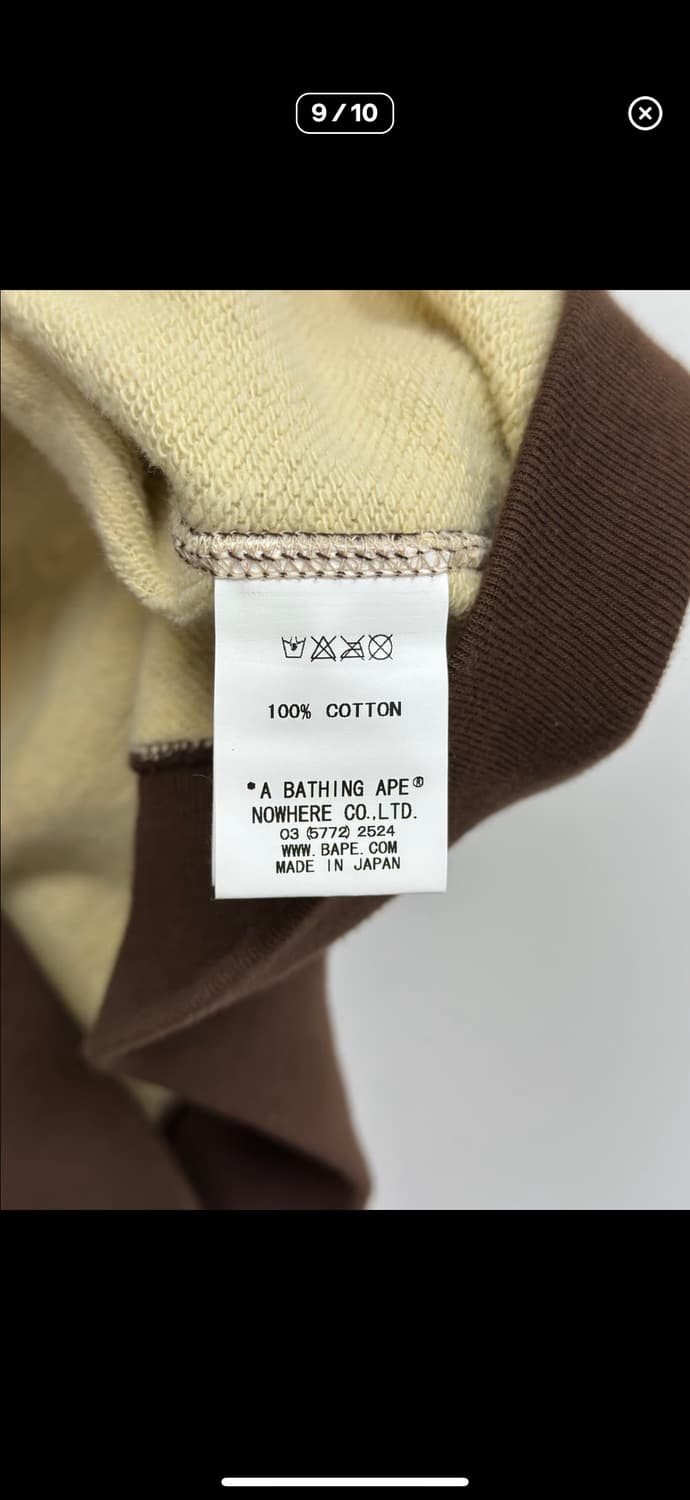 9/10
100% COTTON
*A BATHING APE®
NOWHERE CO.,LTD.
03 (5772) 2524
WWW. BAPE. COM
MADE IN JAPAN